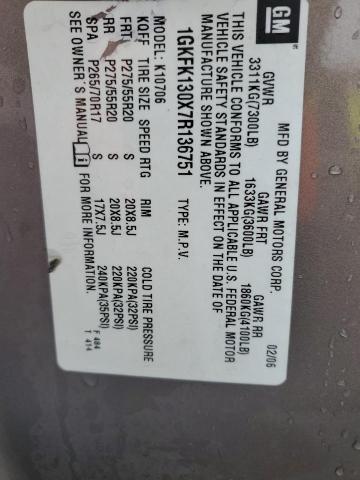 GM
MFD BY GENERAL MOTORS CORP.
02/06
GVWR GAWR FRT GAWR RR
3311KG(7300LB) 1633KG(3600LB) 1860KG(4100LB)
THIS VEHICLE CONFORMS TO ALL APPLICABLE U.S. FEDERAL MOTOR
VEHICLE SAFETY STANDARDS IN EFFECT ON THE DATE OF
MANUFACTURE SHOWN ABOVE.
1GKFK130X7R136751 TYPE: M.P.V.
MODEL: K10706
KOFF TIRE SIZE SPEED RTG RIM COLD TIRE PRESSURE
FRT P275/55R20 S 20X8.5J 220KPA(32PSI)
RR P275/55R20 S 20X8.5J 220KPA(32PSI)
SPA P265/70R17 S 17X7.5J 240KPA(35PSI)
SEE OWNER'S MANUAL i FOR MORE INFORMATION.
F 484
T 414